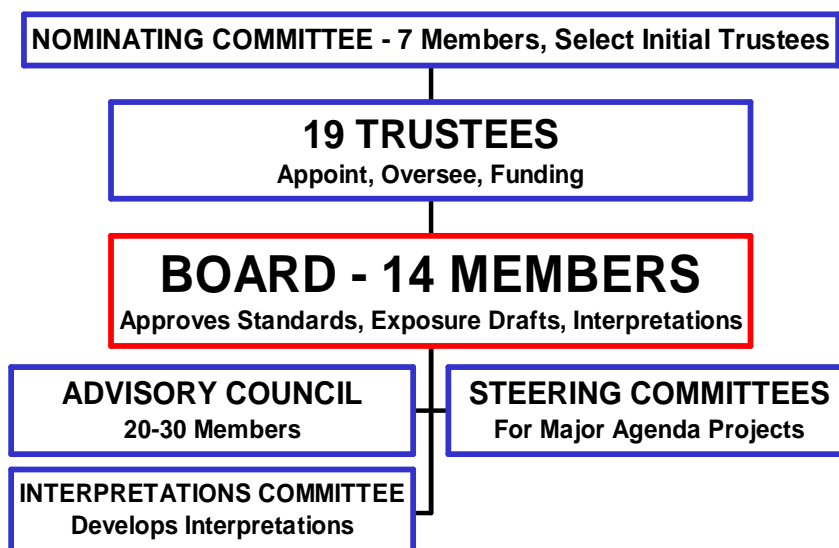 NOMINATING COMMITTEE - 7 Members, Select Initial Trustees
19 TRUSTEES
Appoint, Oversee, Funding
BOARD - 14 MEMBERS
Approves Standards, Exposure Drafts, Interpretations
ADVISORY COUNCIL
20-30 Members
STEERING COMMITTEES
For Major Agenda Projects
INTERPRETATIONS COMMITTEE
Develops Interpretations